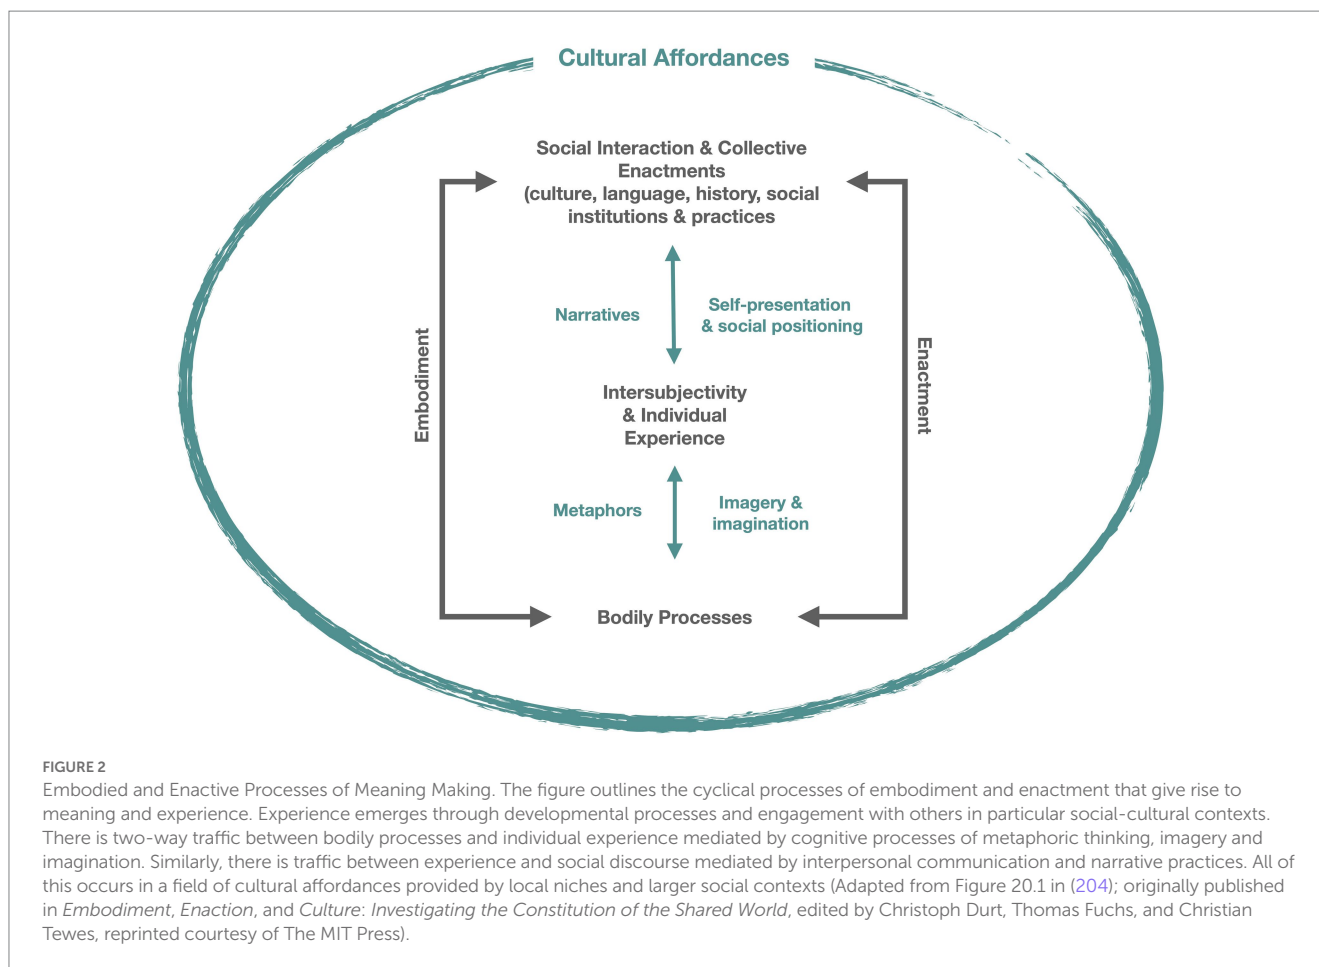 Cultural Affordances
Social Interaction & Collective
Enactments
(culture, language, history, social
institutions & practices
Narratives
Self-presentation
& social positioning
Embodiment
Enactment
Intersubjectivity
& Individual
Experience
Metaphors
Imagery &
imagination
Bodily Processes
FIGURE 2
Embodied and Enactive Processes of Meaning Making. The figure outlines the cyclical processes of embodiment and enactment that give rise to
meaning and experience. Experience emerges through developmental processes and engagement with others in particular social-cultural contexts.
There is two-way traffic between bodily processes and individual experience mediated by cognitive processes of metaphoric thinking, imagery and
imagination. Similarly, there is traffic between experience and social discourse mediated by interpersonal communication and narrative practices. All of
this occurs in a field of cultural affordances provided by local niches and larger social contexts (Adapted from Figure 20.1 in (204); originally published
in Embodiment, Enaction, and Culture: Investigating the Constitution of the Shared World, edited by Christoph Durt, Thomas Fuchs, and Christian
Tewes, reprinted courtesy of The MIT Press).